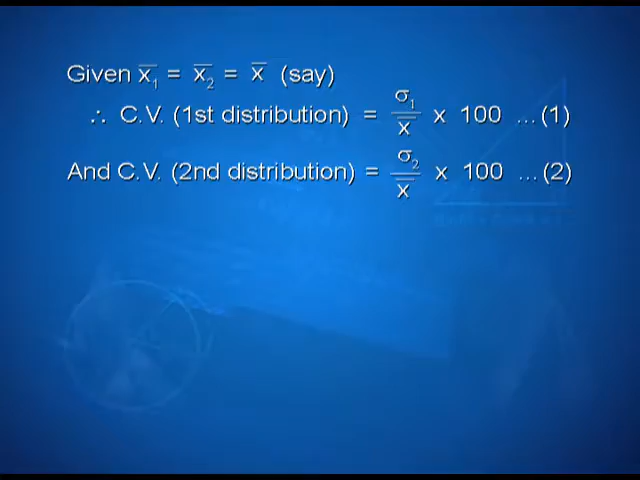 Given x̄₁ = x̄₂ = x̄ (say)
∴ C.V. (1st distribution) = σ₁/x̄ x 100 ...(1)
And C.V. (2nd distribution) = σ₂/x̄ x 100 ...(2)